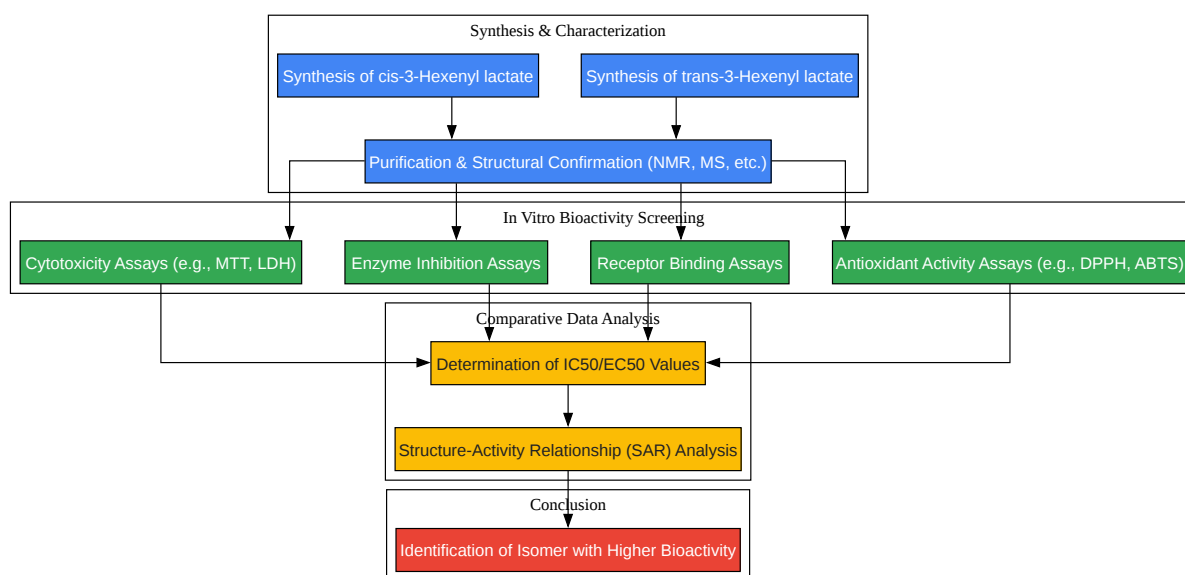 Synthesis & Characterization
Synthesis of cis-3-Hexenyl lactate
Synthesis of trans-3-Hexenyl lactate
Purification & Structural Confirmation (NMR, MS, etc.)
In Vitro Bioactivity Screening
Cytotoxicity Assays (e.g., MTT, LDH)
Enzyme Inhibition Assays
Receptor Binding Assays
Antioxidant Activity Assays (e.g., DPPH, ABTS)
Comparative Data Analysis
Determination of IC50/EC50 Values
Structure-Activity Relationship (SAR) Analysis
Conclusion
Identification of Isomer with Higher Bioactivity